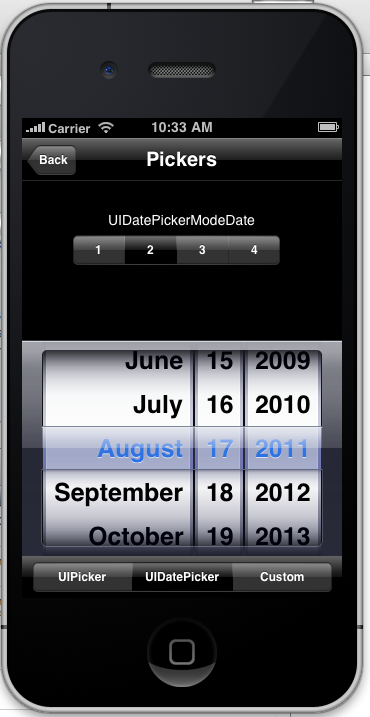 Carrier 10:33 AM
Back Pickers
UIDatePickerModeDate
1 2 3 4
June 15 2009
July 16 2010
August 17 2011
September 18 2012
October 19 2013
UIPicker UIDatePicker Custom